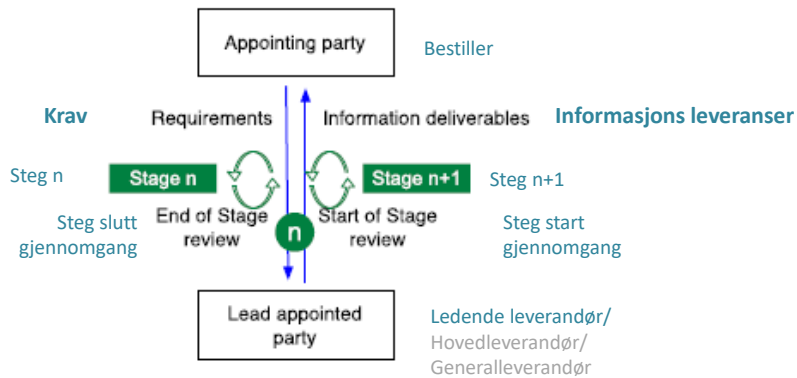 Appointing party
Bestiller
Krav
Requirements
Information deliverables
Informasjons leveranser
Steg n
Stage n
Stage n+1
Steg n+1
Steg slutt
gjennomgang
End of Stage
review
n
Start of Stage
review
Steg start
gjennomgang
Lead appointed
party
Ledende leverandør/
Hovedleverandør/
Generalleverandør